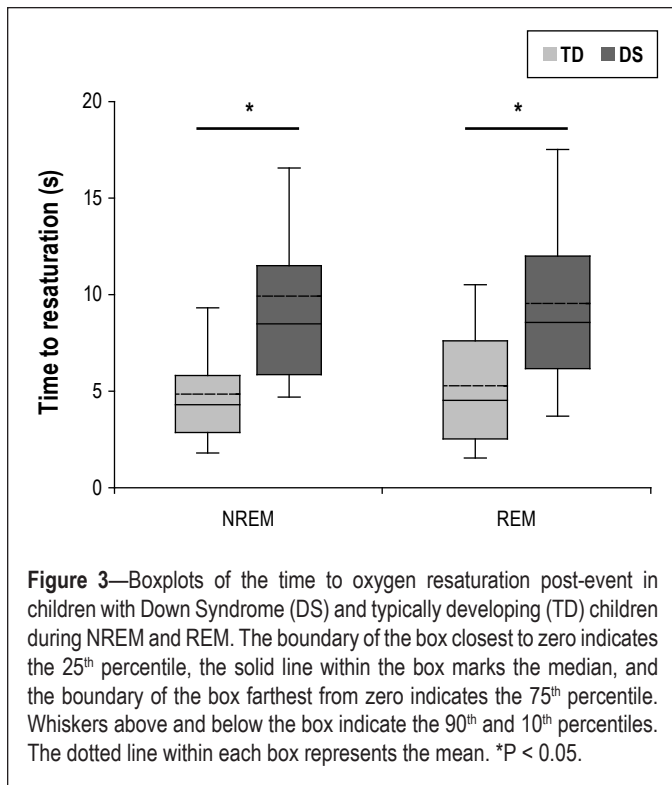 TD DS
20
* *
15
10
5
0
Time to resaturation (s)
NREM REM
Figure 3—Boxplots of the time to oxygen resaturation post-event in
children with Down Syndrome (DS) and typically developing (TD) children
during NREM and REM. The boundary of the box closest to zero indicates
the 25th percentile, the solid line within the box marks the median, and
the boundary of the box farthest from zero indicates the 75th percentile.
Whiskers above and below the box indicate the 90th and 10th percentiles.
The dotted line within each box represents the mean. *P < 0.05.